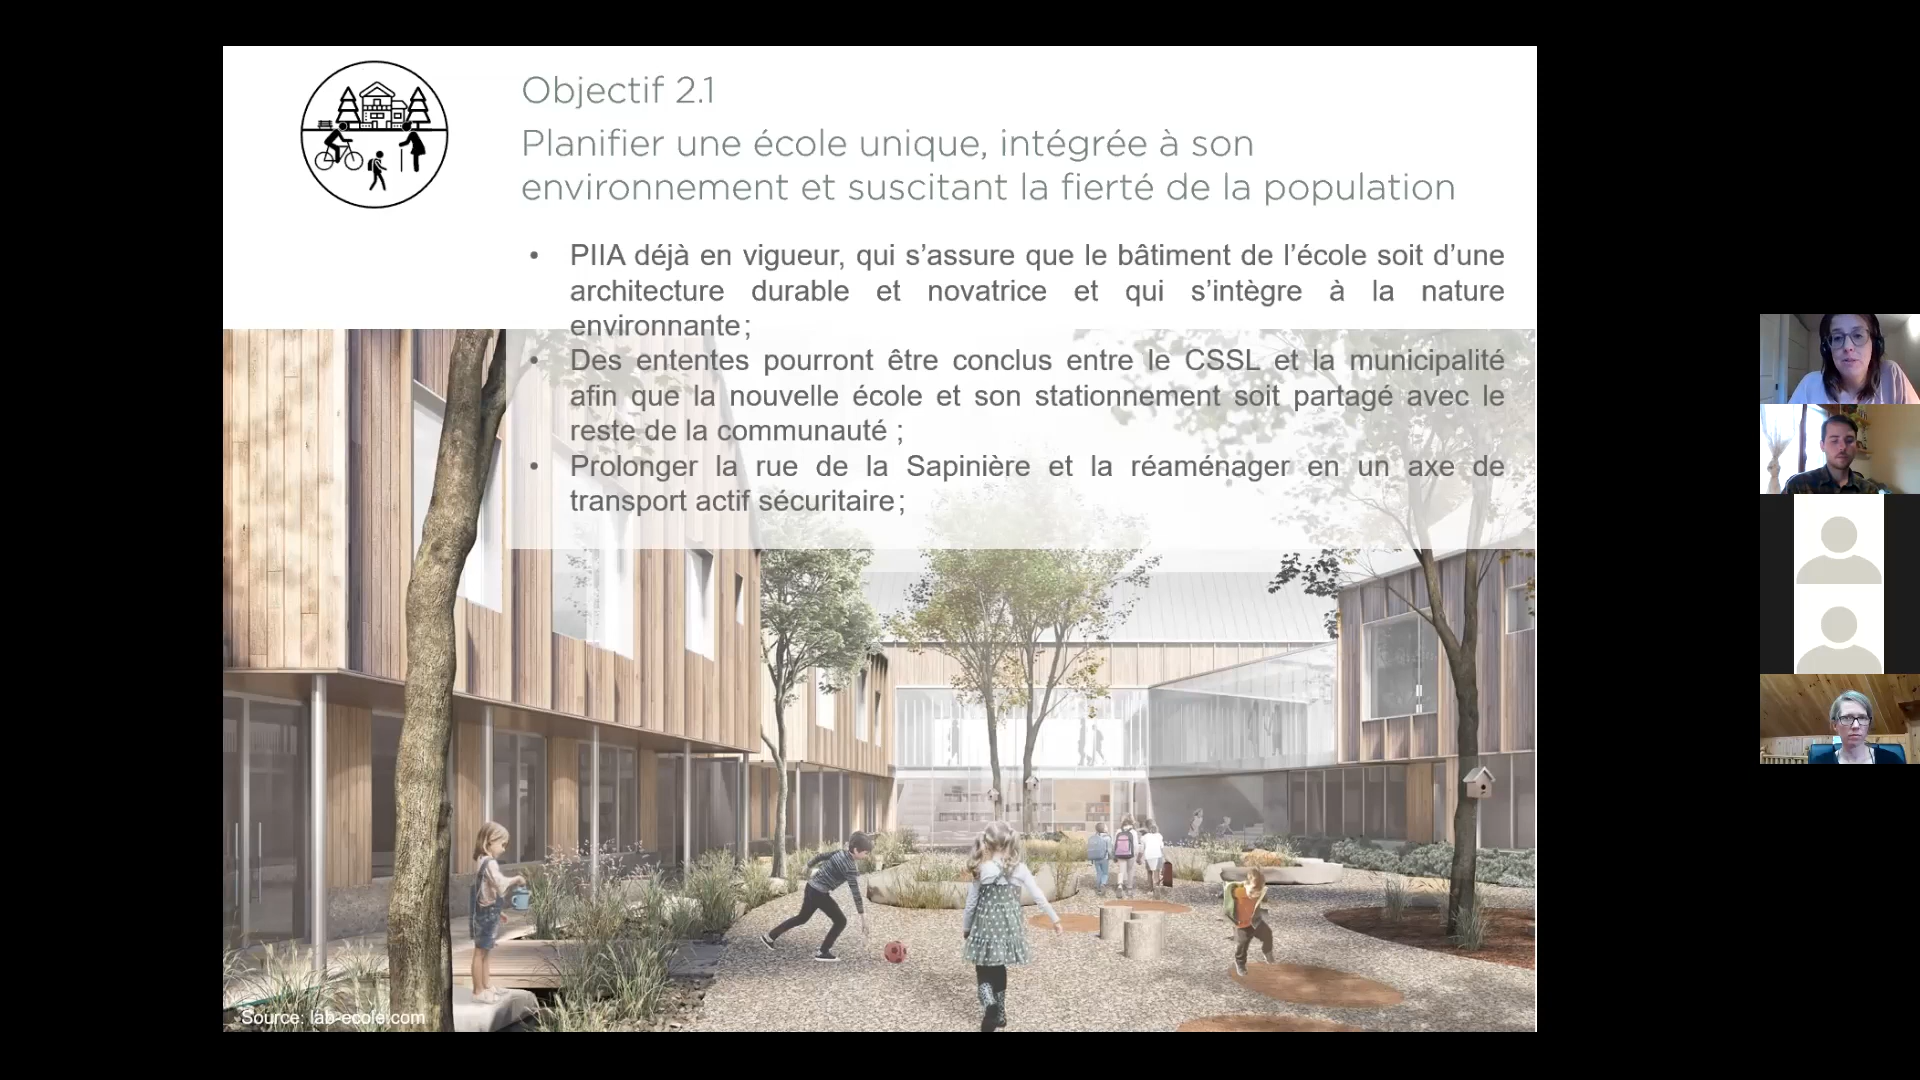 Objectif 2.1
Planifier une école unique, intégrée à son
environnement et suscitant la fierté de la population
• PIIA déjà en vigueur, qui s’assure que le bâtiment de l’école soit d’une
architecture durable et novatrice et qui s’intègre à la nature
environnante;
• Des ententes pourront être conclus entre le CSSL et la municipalité
afin que la nouvelle école et son stationnement soit partagé avec le
reste de la communauté ;
• Prolonger la rue de la Sapinière et la réaménager en un axe de
transport actif sécuritaire;
Source: lab-ecole.com